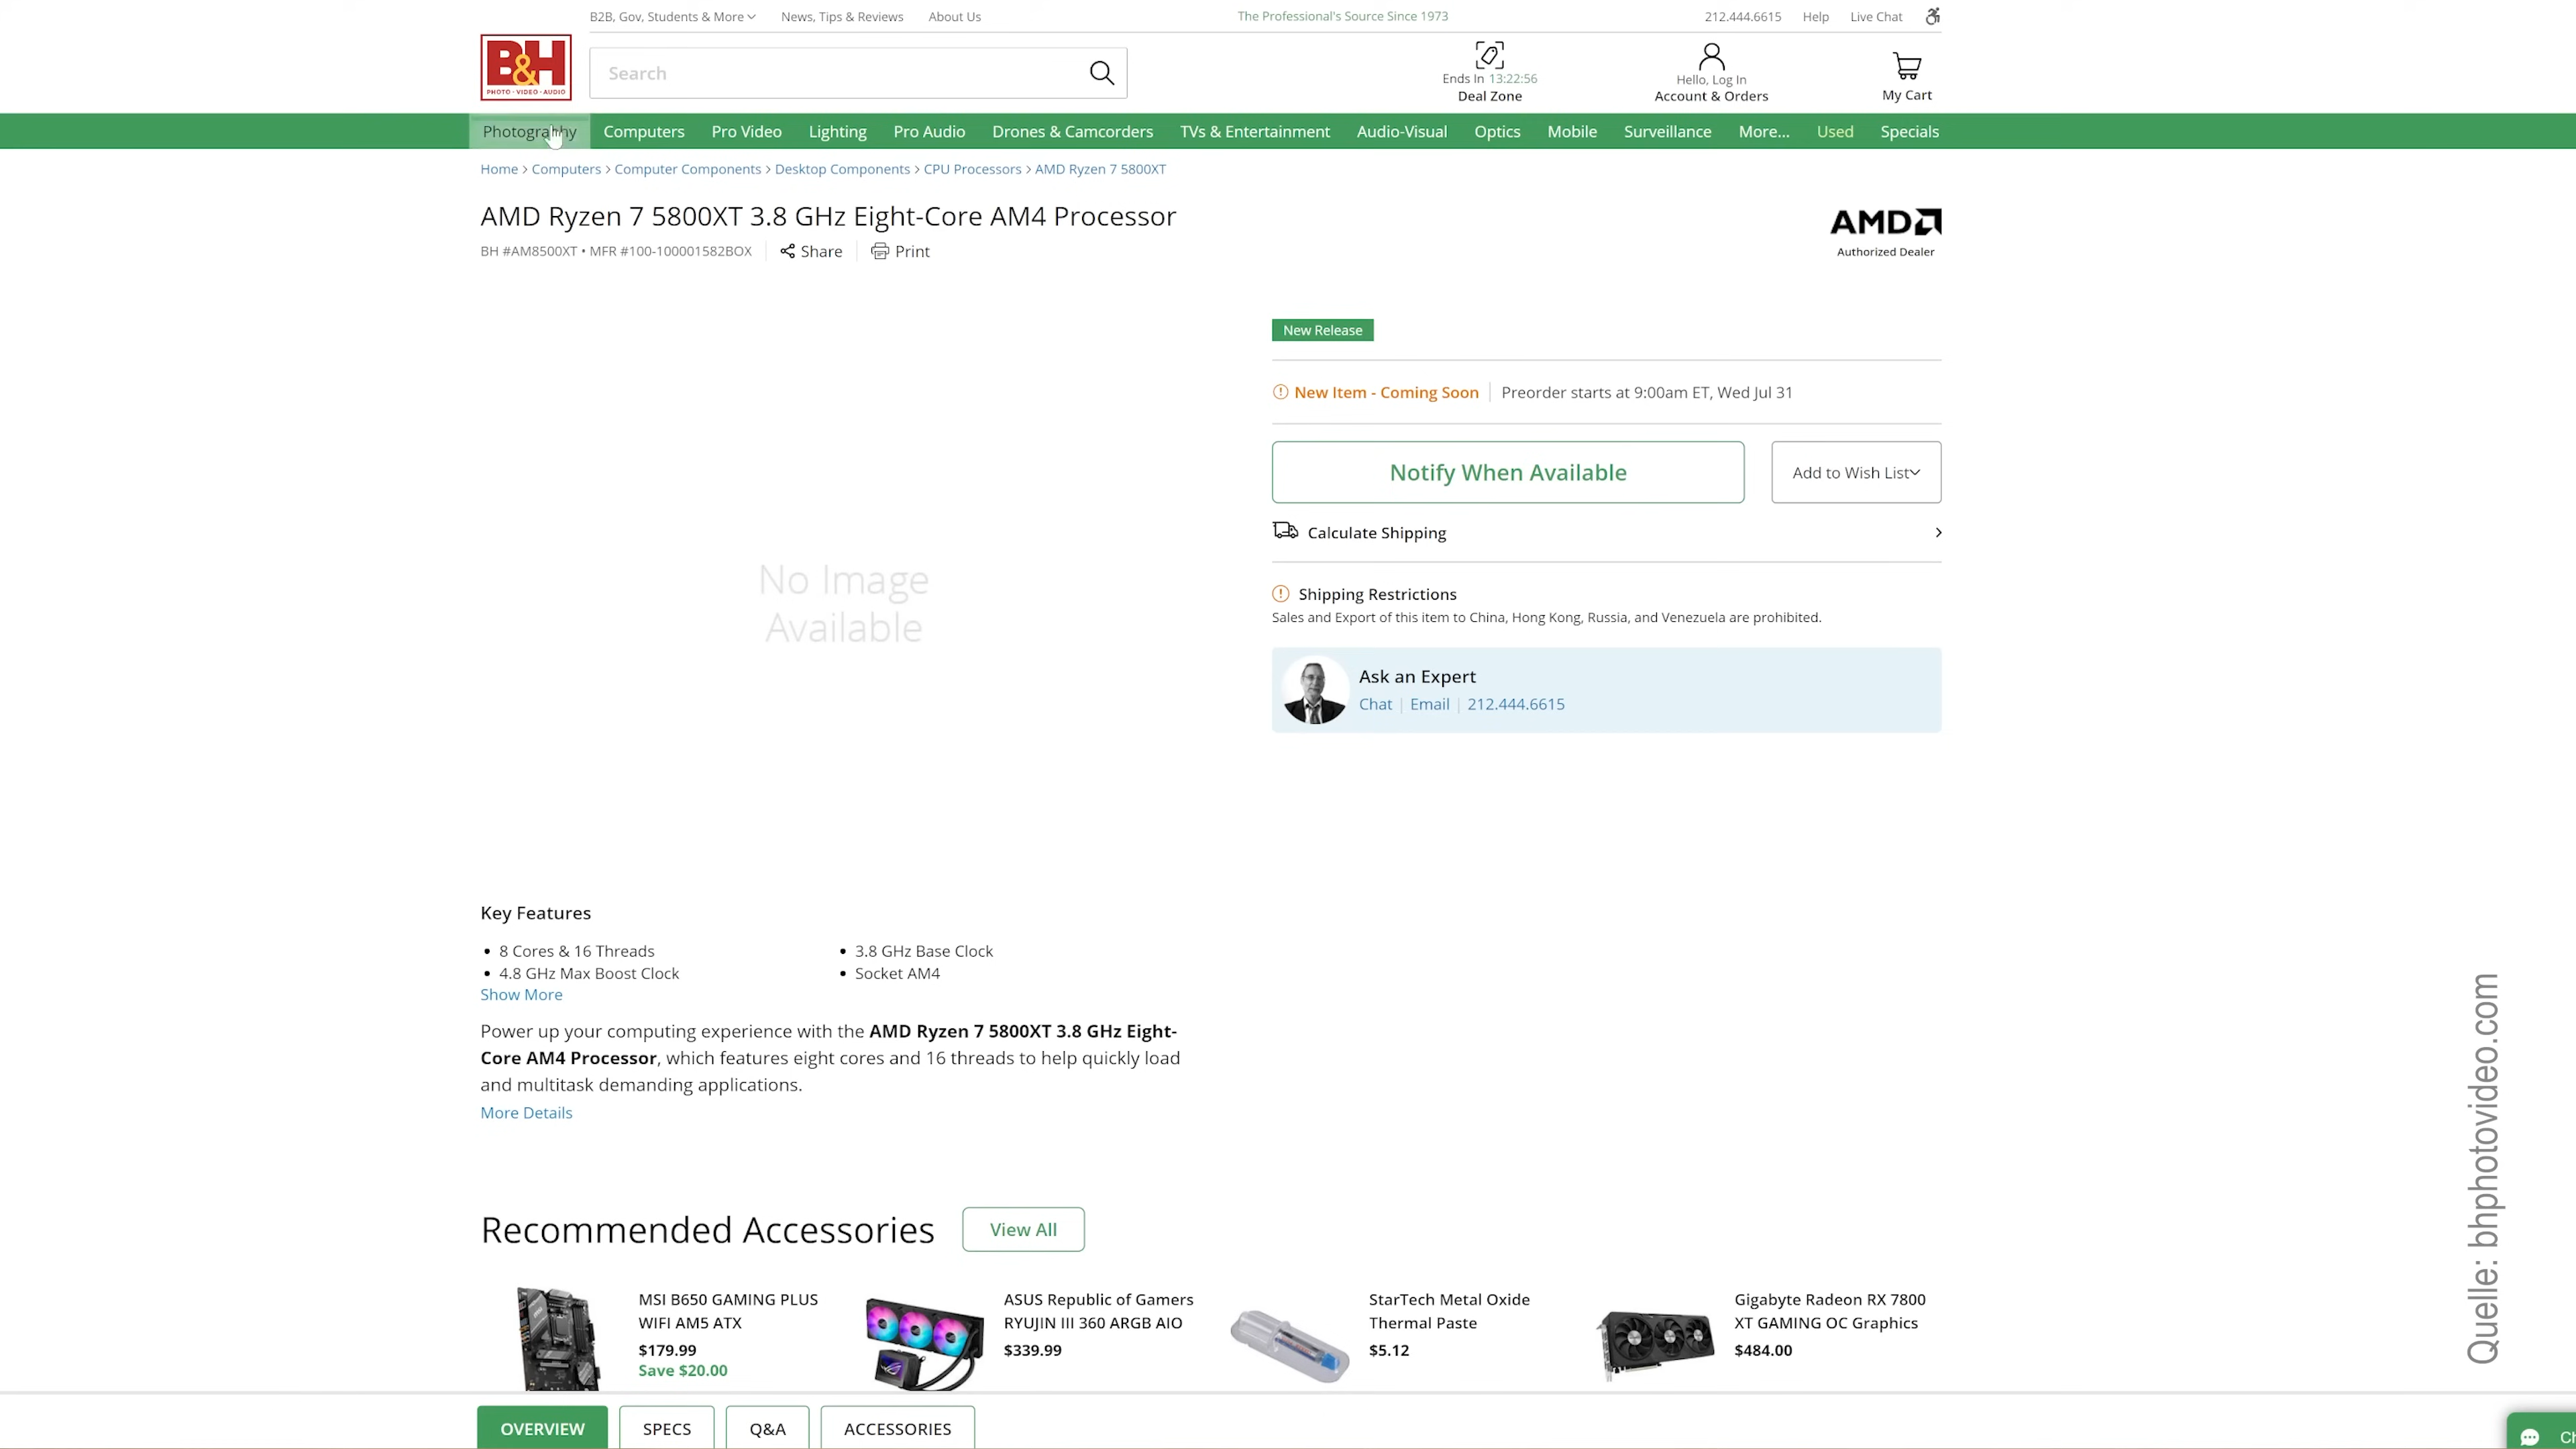 B2B, Gov, Students & More News, Tips & Reviews About Us The Professional's Source Since 1973 212.444.6615 Help Live Chat
B&H
PHOTO · VIDEO · AUDIO
Search
Ends In 13:22:56
Deal Zone
Hello, Log In
Account & Orders
My Cart
Photography Computers Pro Video Lighting Pro Audio Drones & Camcorders TVs & Entertainment Audio-Visual Optics Mobile Surveillance More... Used Specials
Home > Computers > Computer Components > Desktop Components > CPU Processors > AMD Ryzen 7 5800XT
AMD Ryzen 7 5800XT 3.8 GHz Eight-Core AM4 Processor
BH #AM8500XT • MFR #100-100001582BOX Share Print
AMD
Authorized Dealer
No Image
Available
New Release
New Item - Coming Soon Preorder starts at 9:00am ET, Wed Jul 31
Notify When Available Add to Wish List
Calculate Shipping
Shipping Restrictions
Sales and Export of this item to China, Hong Kong, Russia, and Venezuela are prohibited.
Ask an Expert
Chat | Email | 212.444.6615
Key Features
• 8 Cores & 16 Threads • 3.8 GHz Base Clock
• 4.8 GHz Max Boost Clock • Socket AM4
Show More
Power up your computing experience with the AMD Ryzen 7 5800XT 3.8 GHz Eight-
Core AM4 Processor, which features eight cores and 16 threads to help quickly load
and multitask demanding applications.
More Details
Recommended Accessories View All
MSI B650 GAMING PLUS
WIFI AM5 ATX
$179.99
Save $20.00
ASUS Republic of Gamers
RYUJIN III 360 ARGB AIO
$339.99
StarTech Metal Oxide
Thermal Paste
$5.12
Gigabyte Radeon RX 7800
XT GAMING OC Graphics
$484.00
OVERVIEW SPECS Q&A ACCESSORIES
Quelle: bhphotovideo.com